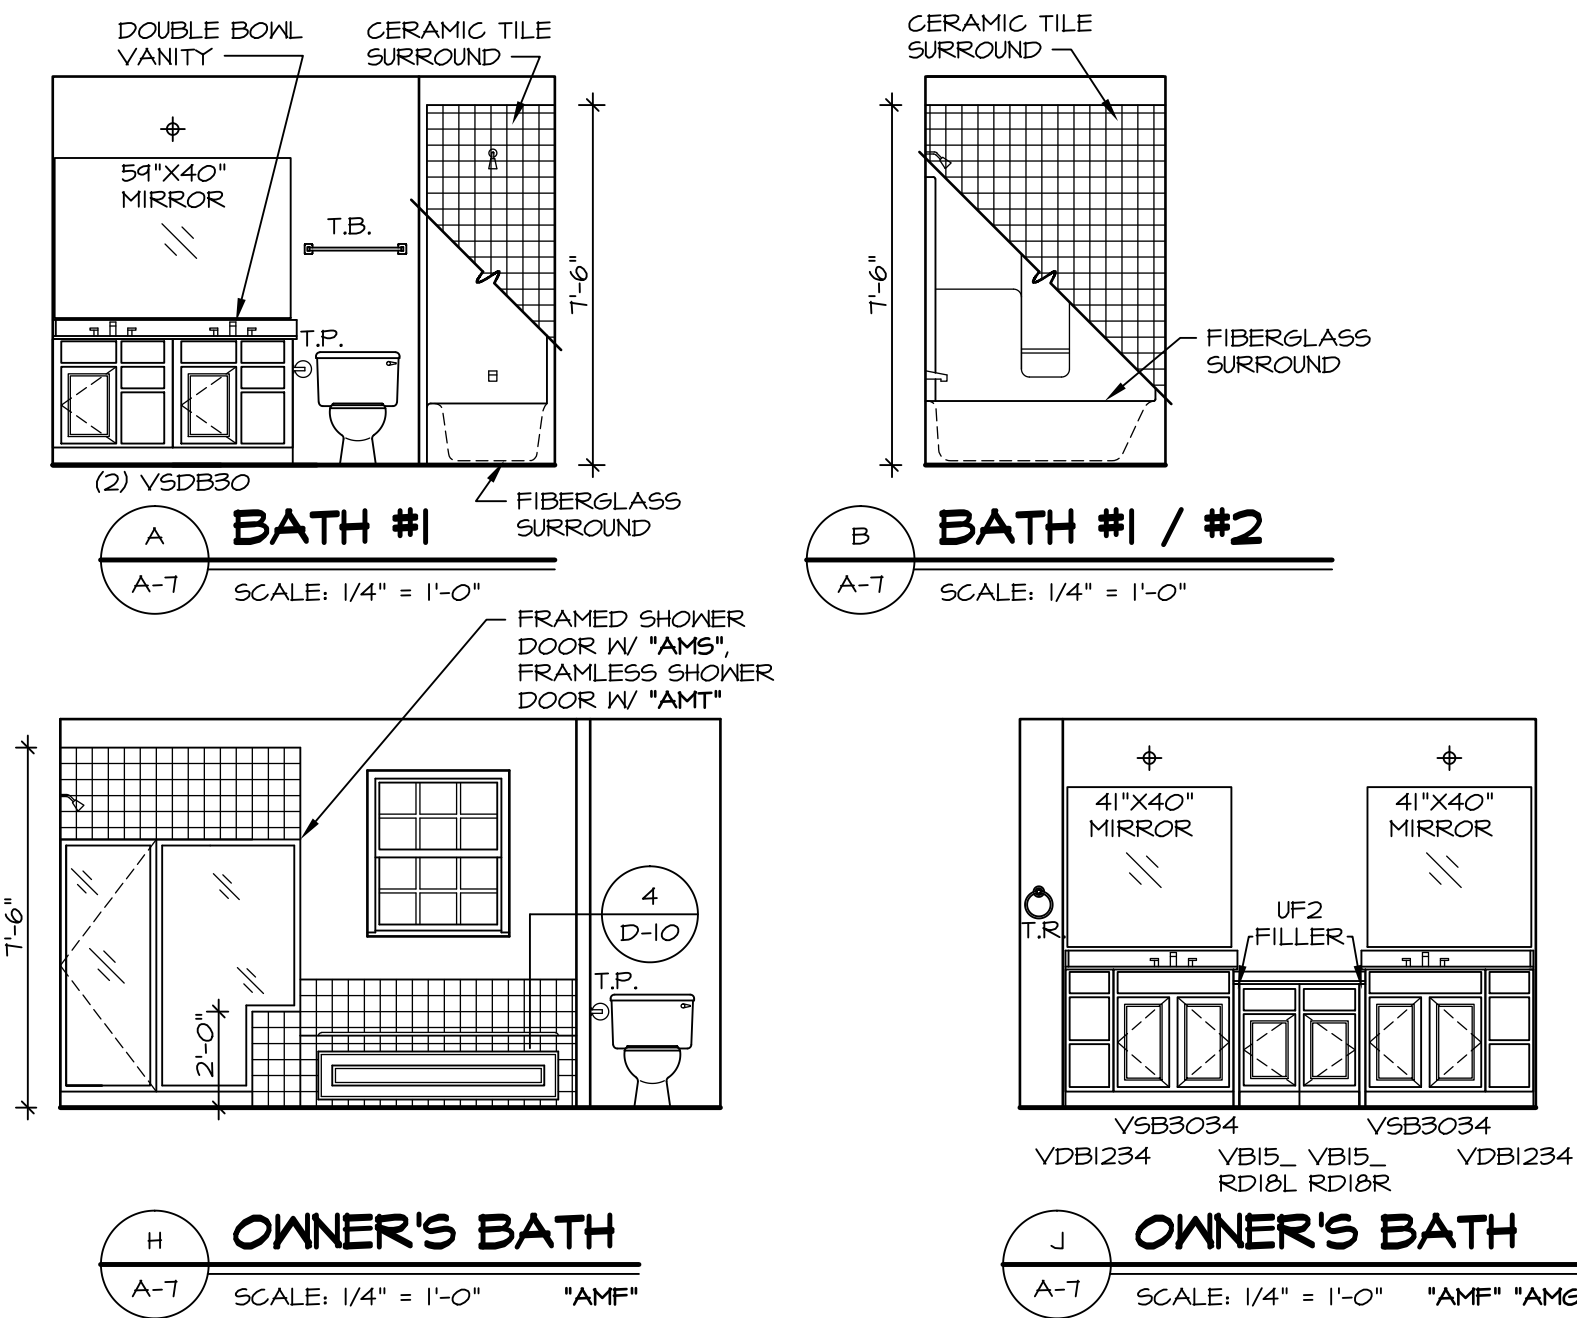 DOUBLE BOWL
VANITY
CERAMIC TILE
SURROUND
59"X40"
MIRROR
T.B.
T.P.
7'-6"
(2) VSDB30
FIBERGLASS
SURROUND
A
A-7
BATH #1
SCALE: 1/4" = 1'-0"
CERAMIC TILE
SURROUND
7'-6"
FIBERGLASS
SURROUND
B
A-7
BATH #1 / #2
SCALE: 1/4" = 1'-0"
FRAMED SHOWER
DOOR W/ "AMS",
FRAMLESS SHOWER
DOOR W/ "AMT"
7'-6"
2'-0"
4
D-10
T.P.
H
A-7
OWNER'S BATH
SCALE: 1/4" = 1'-0" "AMF"
41"X40"
MIRROR
41"X40"
MIRROR
T.R.
UF2
FILLER
VSB3034 VSB3034
VDB1234 VB15_ VB15_ VDB1234
RD18L RD18R
J
A-7
OWNER'S BATH
SCALE: 1/4" = 1'-0" "AMF" "AMG